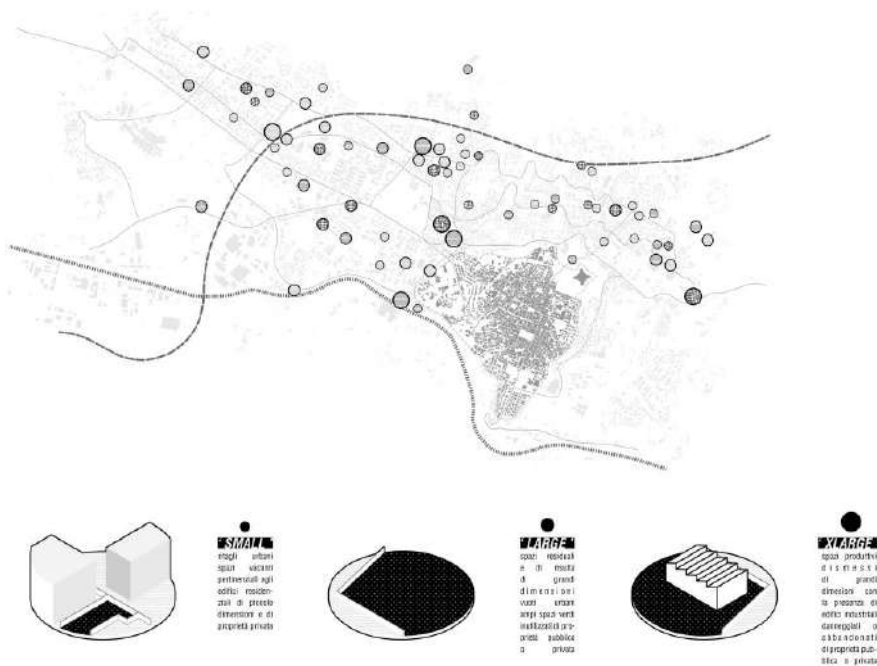 "SMALL"
ritagli urbani
spazi vacanti
pertinenziali agli
edifici residen-
ziali di piccole
dimensioni e di
proprietà privata
"LARGE"
spazi residuali
e di risulta
di grandi
dimensioni
vuoti urbani
ampi spazi verdi
inutilizzati di pro-
prietà pubblica
o privata
"XLARGE"
spazi produttivi
dismessi
di grandi
dimesioni con
la presenza di
edifici industriali
danneggiati o
abbandonati
di proprietà pub-
blica o privata